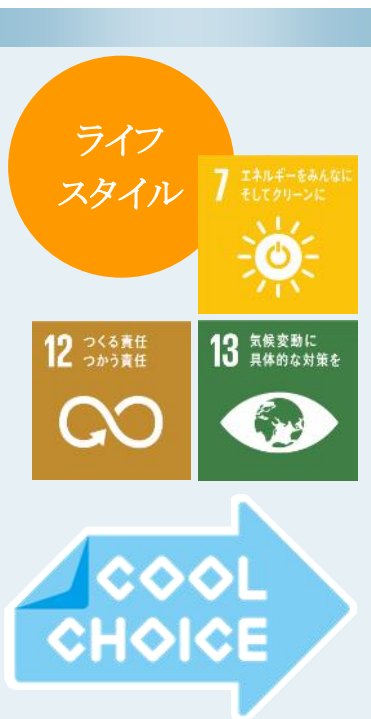 ライフ
スタイル
7 エネルギーをみんなに
そしてクリーンに
12 つくる責任
つかう責任
13 気候変動に
具体的な対策を
COOL
CHOICE